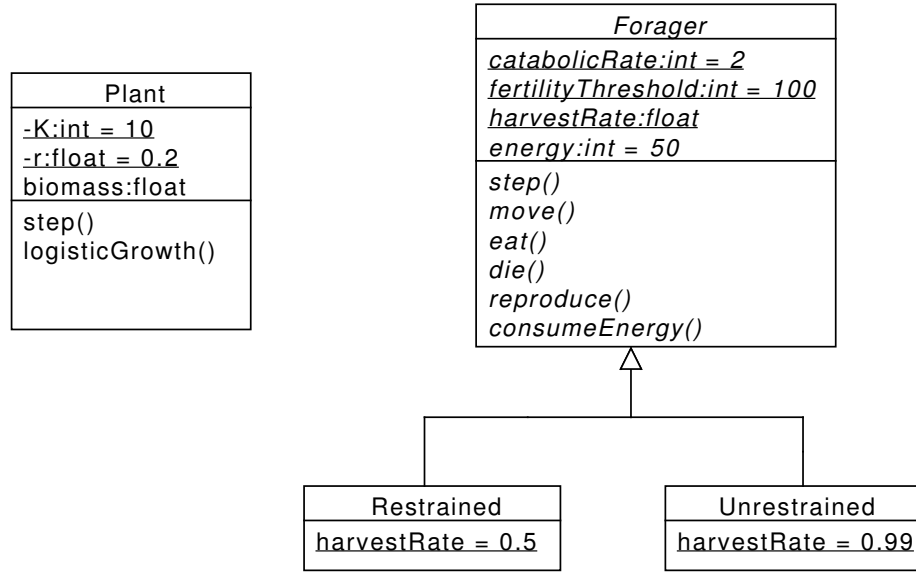 Plant
-K:int = 10
-r:float = 0.2
biomass:float
step()
logisticGrowth()
Forager
catabolicRate:int = 2
fertilityThreshold:int = 100
harvestRate:float
energy:int = 50
step()
move()
eat()
die()
reproduce()
consumeEnergy()
Restrained
harvestRate = 0.5
Unrestrained
harvestRate = 0.99